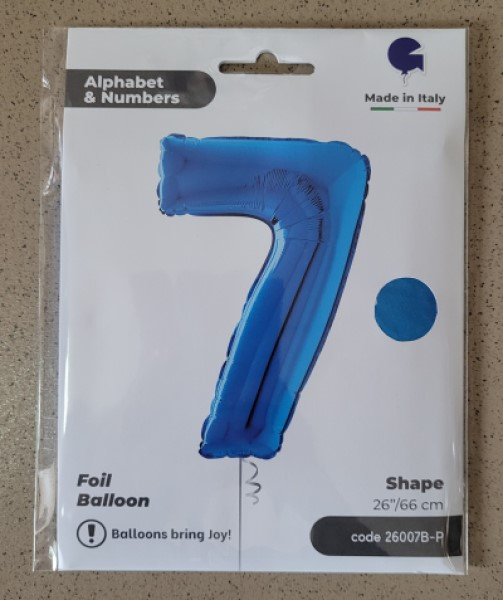 Alphabet
& Numbers
Made in Italy
7
Foil
Balloon
Balloons bring Joy!
Shape
26"/66 cm
code 26007B-P